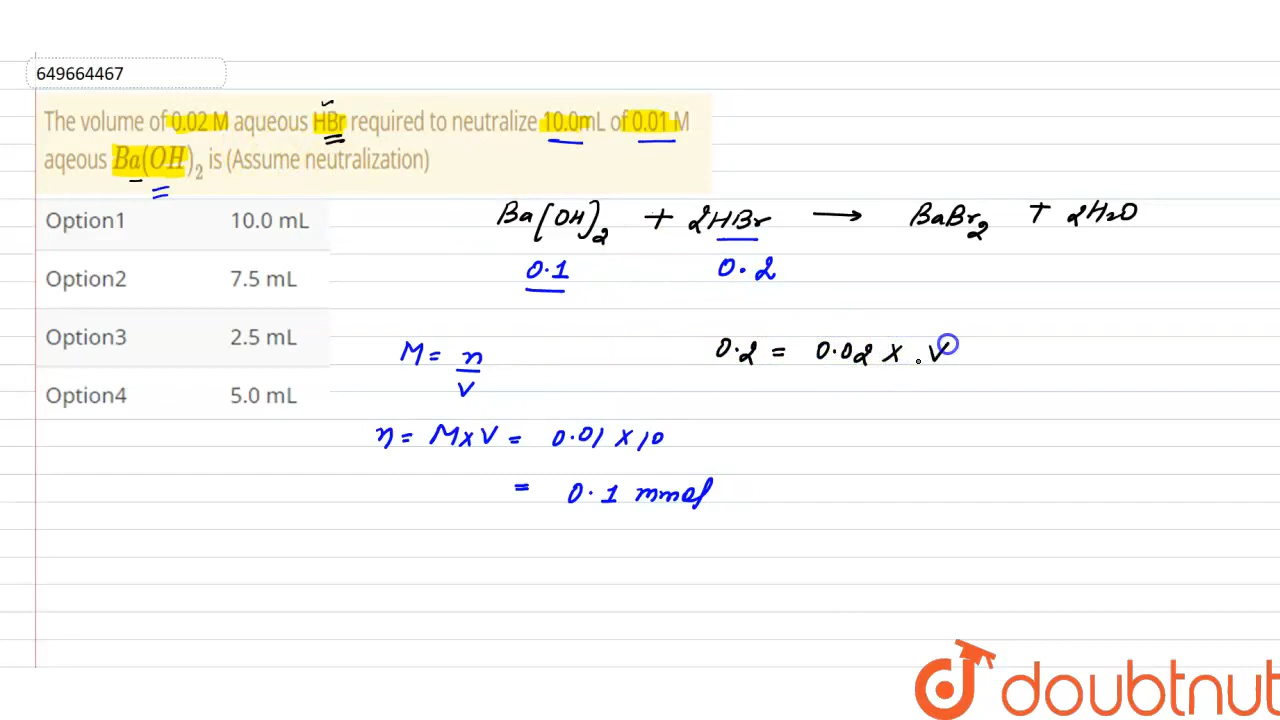 649664467
The volume of 0.02 M aqueous HBr required to neutralize 10.0mL of 0.01 M
aqeous Ba(OH)₂ is (Assume neutralization)
Option1 10.0 mL
Option2 7.5 mL
Option3 2.5 mL
Option4 5.0 mL
Ba(OH)₂ + 2HBr → BaBr₂ + 2H₂O
0.1 0.2
M = n/v
0.2 = 0.02 × . V
n = M×V = 0.01 × 10
= 0.1 mmol
doubtnut